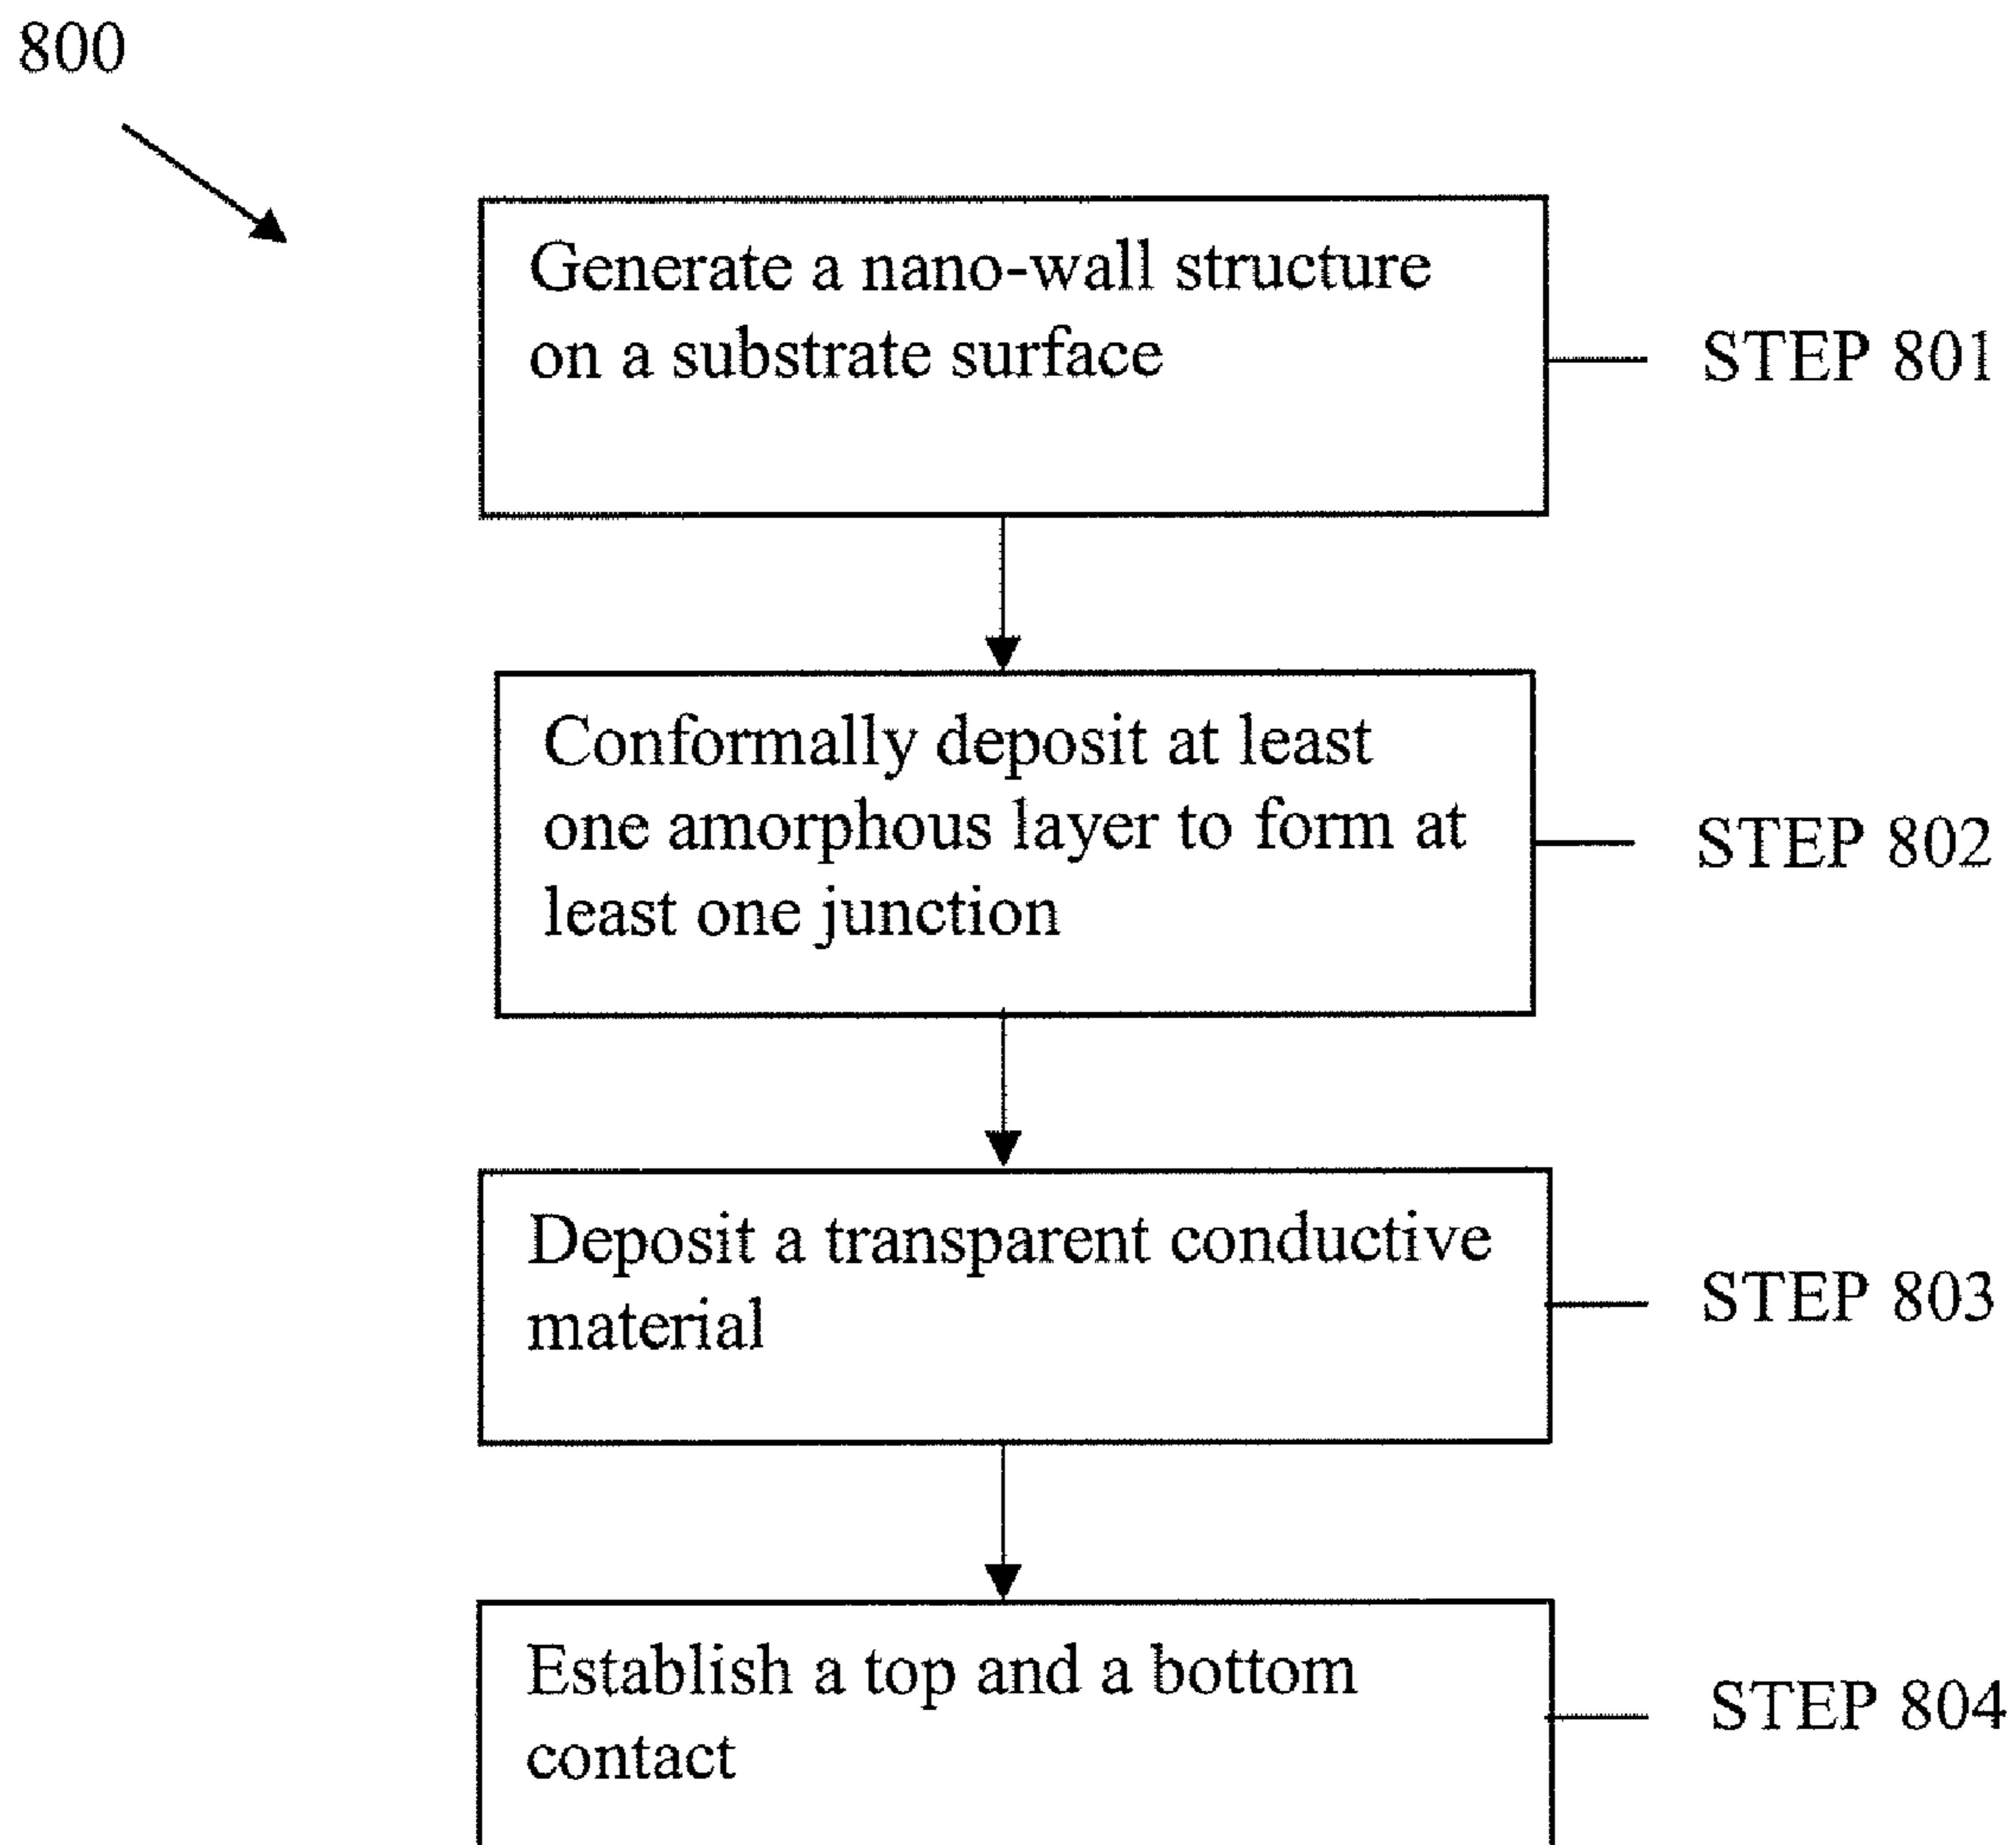 800
Generate a nano-wall structure
on a substrate surface
STEP 801
Conformally deposit at least
one amorphous layer to form at
least one junction
STEP 802
Deposit a transparent conductive
material
STEP 803
Establish a top and a bottom
contact
STEP 804